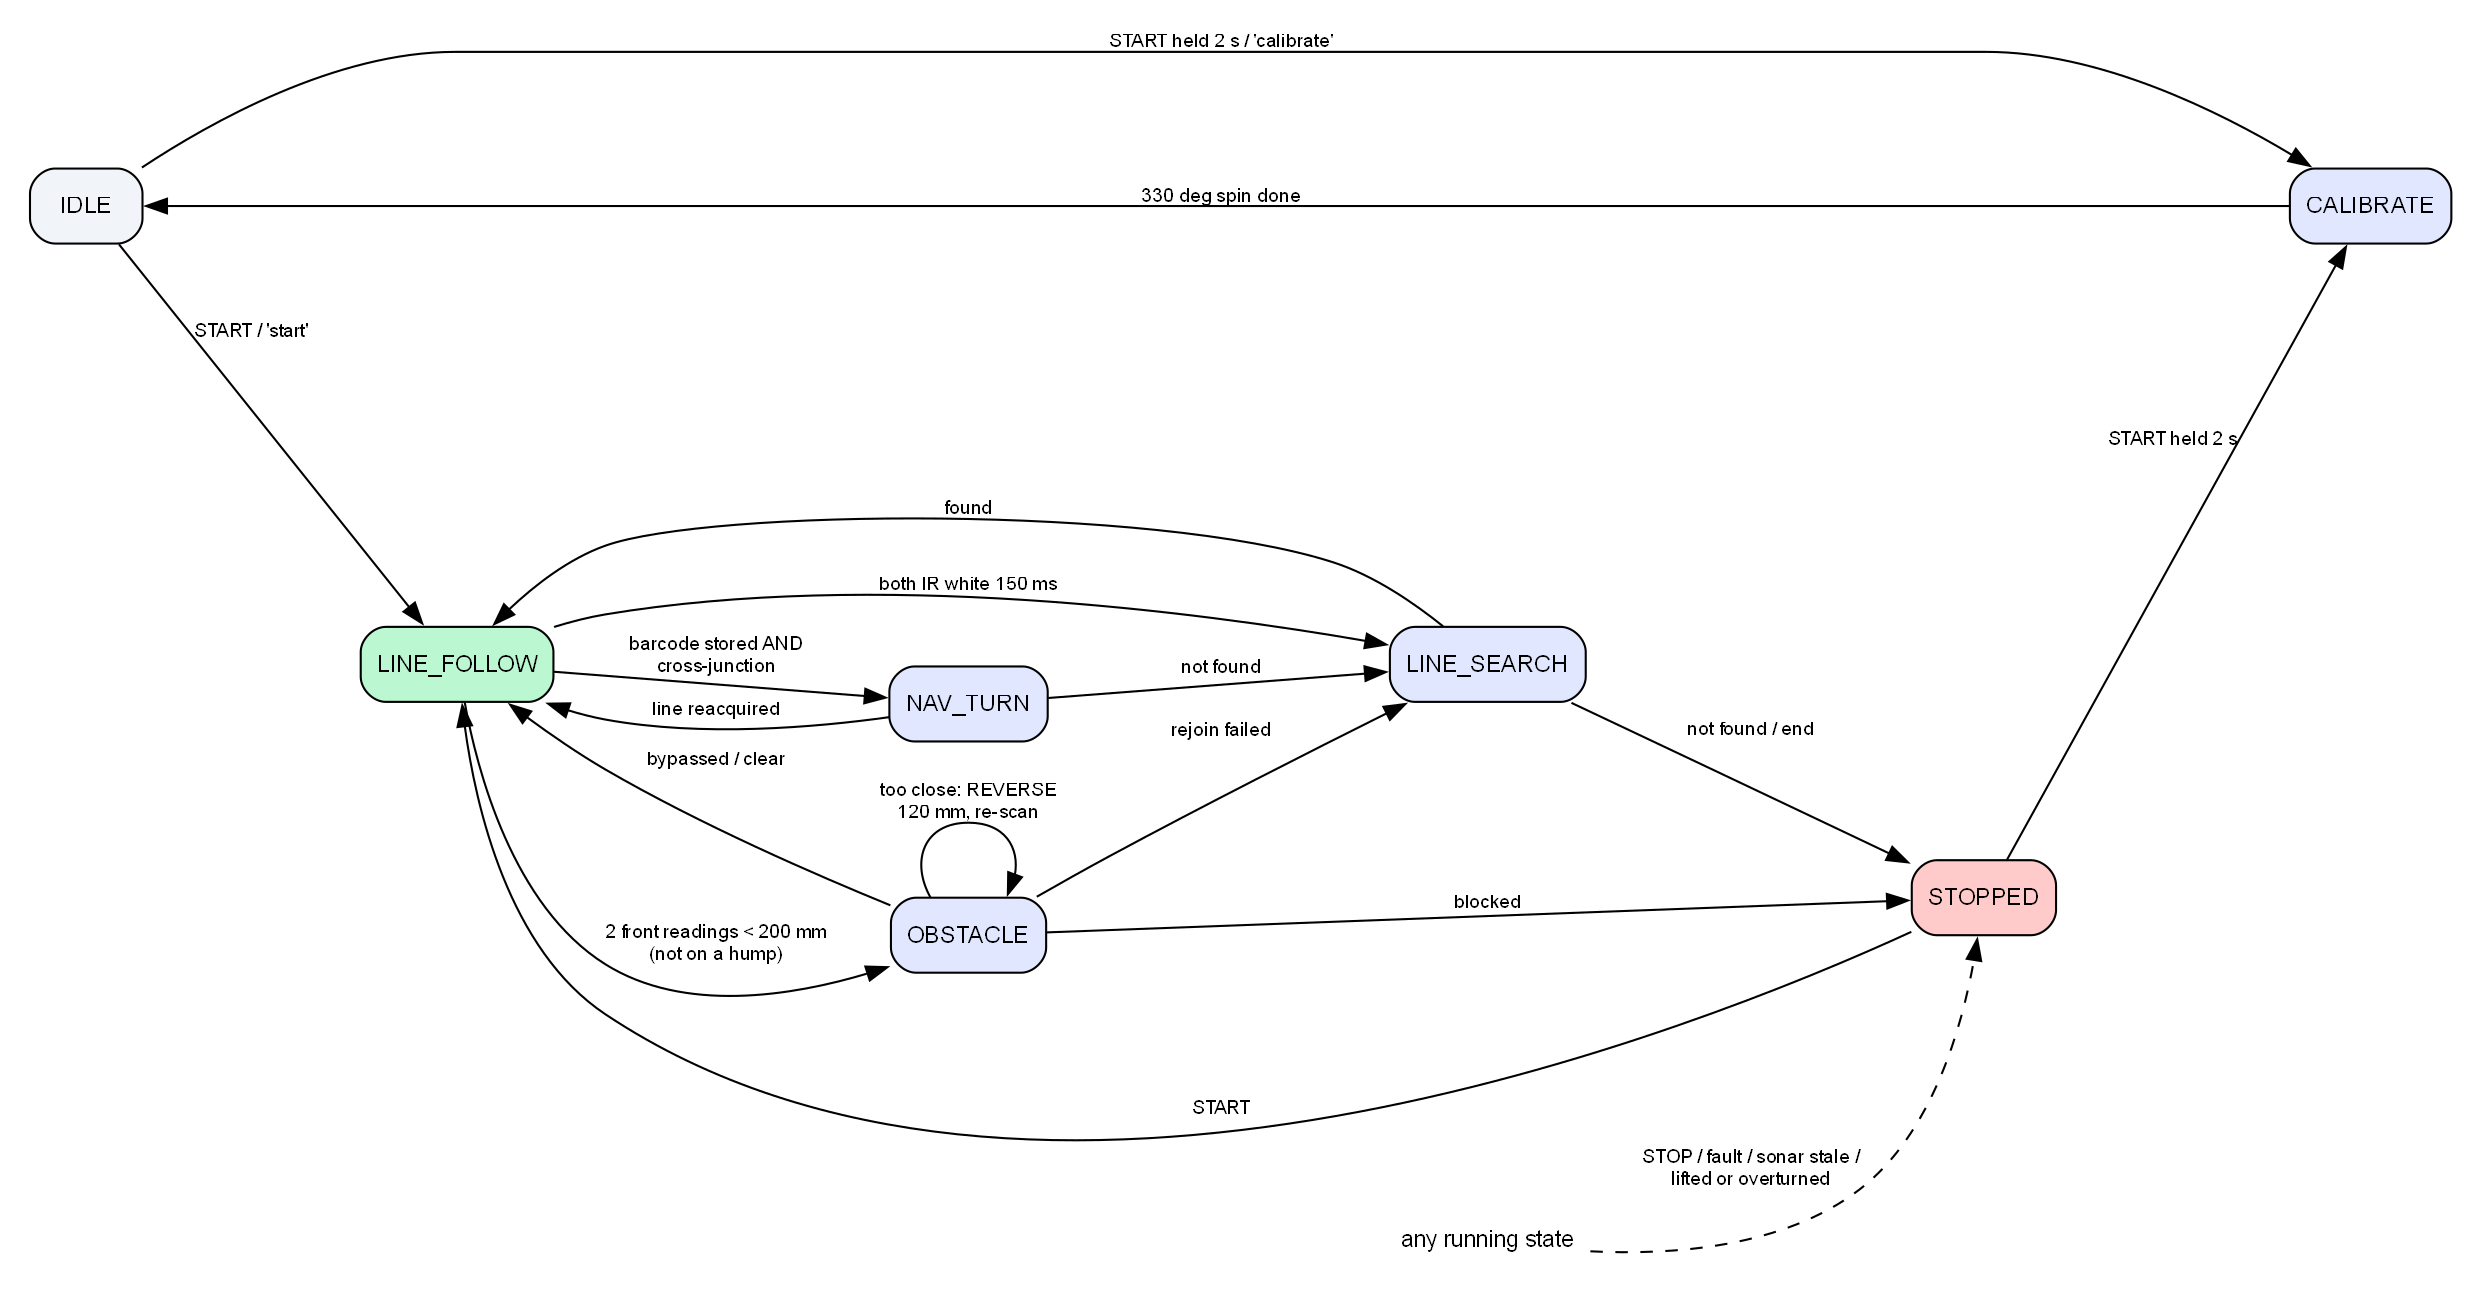 START held 2 s / 'calibrate'
330 deg spin done
IDLE
CALIBRATE
START / 'start'
START held 2 s
found
both IR white 150 ms
barcode stored AND
cross-junction
LINE_FOLLOW
LINE_SEARCH
not found
NAV_TURN
line reacquired
rejoin failed
not found / end
bypassed / clear
too close: REVERSE
120 mm, re-scan
blocked
STOPPED
2 front readings < 200 mm
(not on a hump)
OBSTACLE
START
STOP / fault / sonar stale /
lifted or overturned
any running state